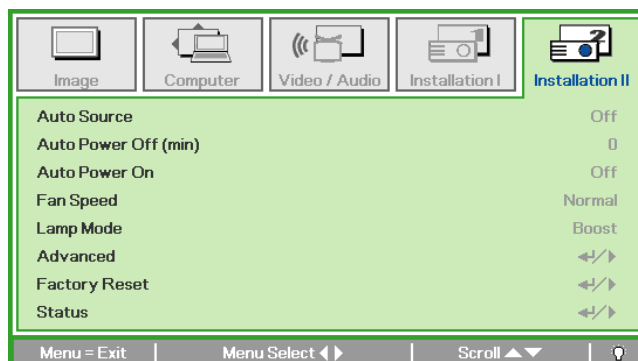 Image
Computer
Video / Audio
Installation I
Installation II
Auto Source Off
Auto Power Off (min) 0
Auto Power On Off
Fan Speed Normal
Lamp Mode Boost
Advanced
Factory Reset
Status
Menu = Exit Menu Select Scroll